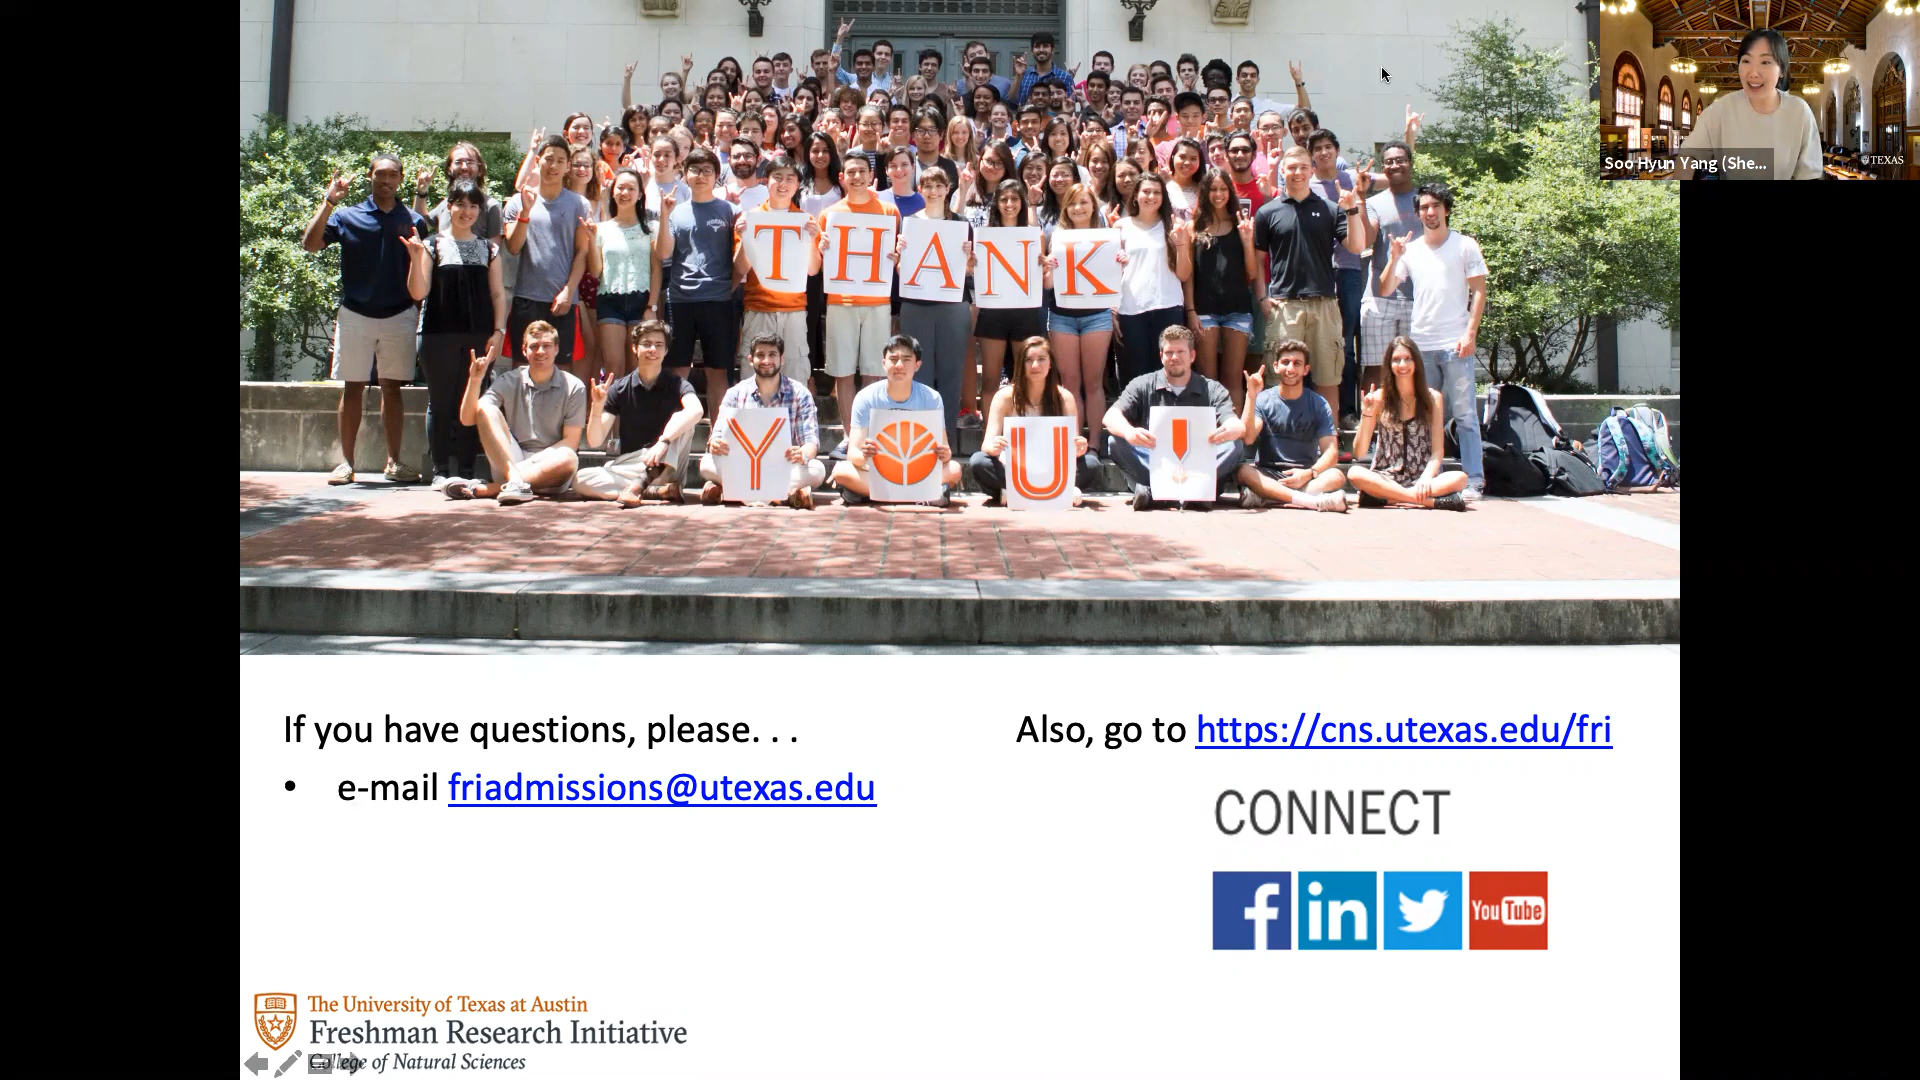 Soo Hyun Yang (She...
TEXAS
THANK
YOU!
If you have questions, please. . .
• e-mail friadmissions@utexas.edu
Also, go to https://cns.utexas.edu/fri
CONNECT
f in YouTube
The University of Texas at Austin
Freshman Research Initiative
College of Natural Sciences